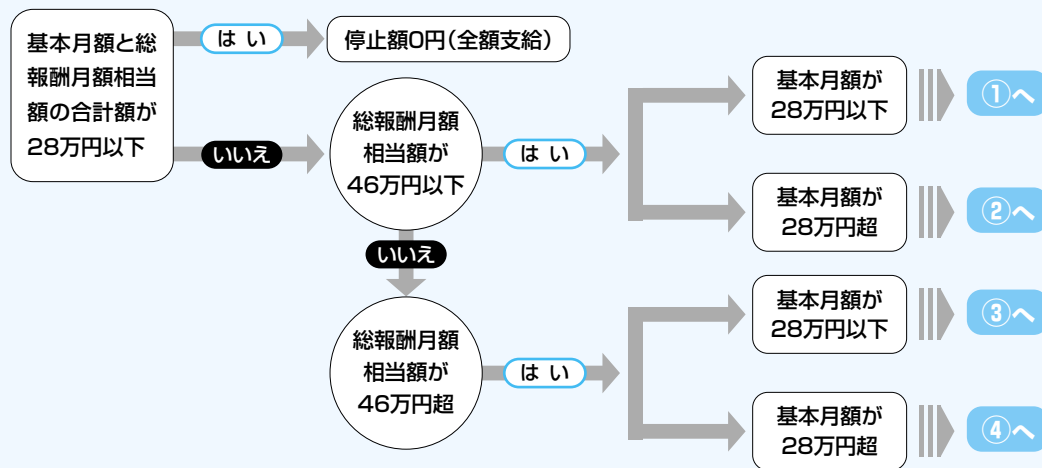 基本月額と総
報酬月額相当
額の合計額が
28万円以下
はい
停止額0円(全額支給)
いいえ
総報酬月額
相当額が
46万円以下
はい
基本月額が
28万円以下
①へ
基本月額が
28万円超
②へ
いいえ
総報酬月額
相当額が
46万円超
はい
基本月額が
28万円以下
③へ
基本月額が
28万円超
④へ